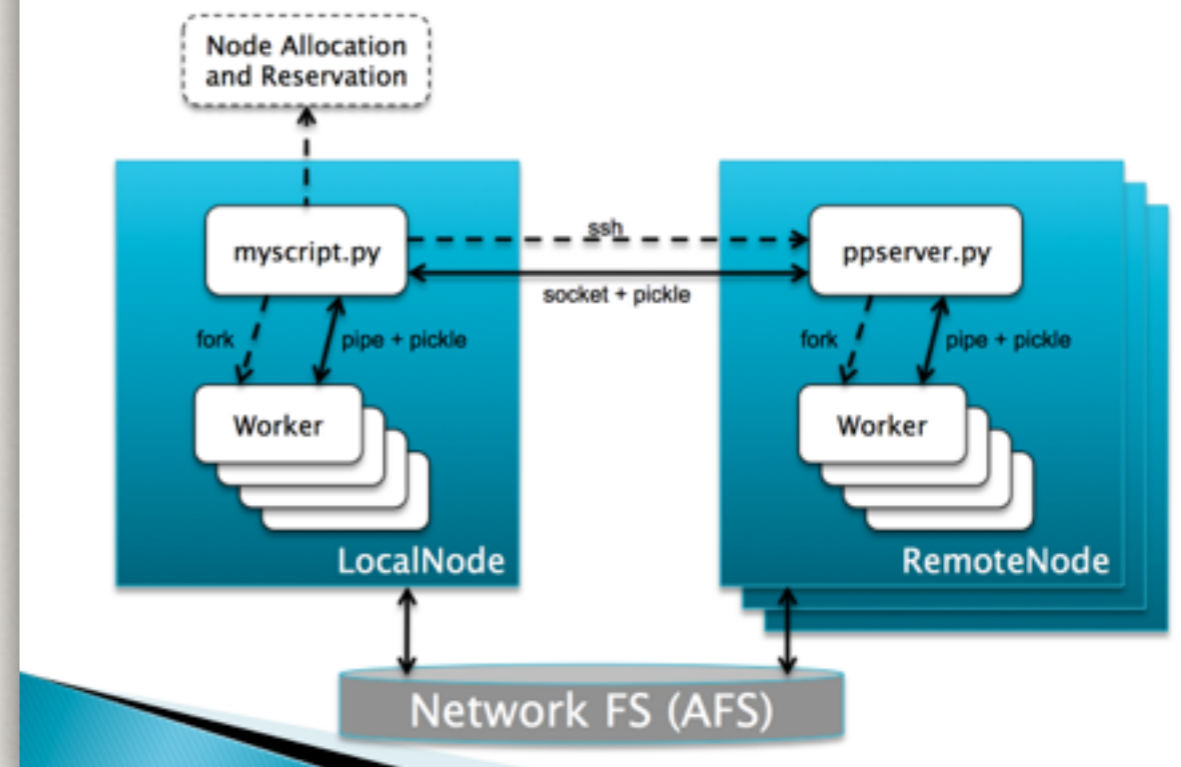 Node Allocation
and Reservation
myscript.py
ssh
ppserver.py
socket + pickle
fork
pipe + pickle
fork
pipe + pickle
Worker
Worker
LocalNode
RemoteNode
Network FS (AFS)